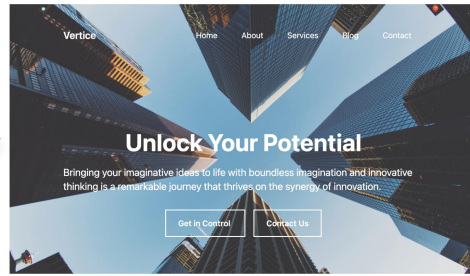 Vertice Home About Services Blog Contact
Unlock Your Potential
Bringing your imaginative ideas to life with boundless imagination and innovative
thinking is a remarkable journey that thrives on the synergy of innovation.
Get in Control Contact Us